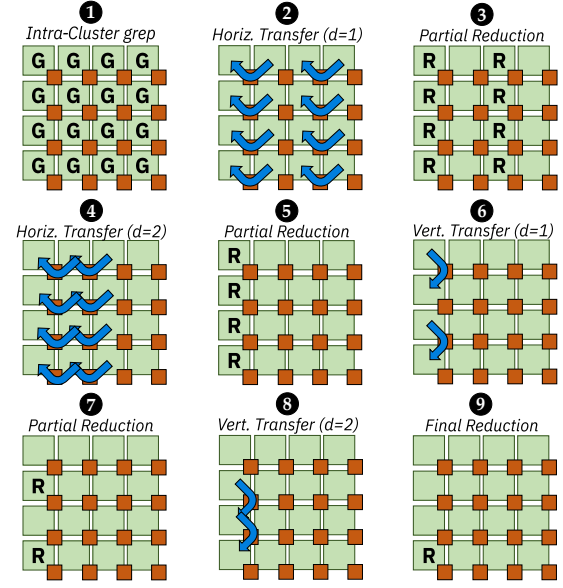 1 2 3
Intra-Cluster grep Horiz. Transfer (d=1) Partial Reduction
G G G G R R
G G G G R R
G G G G R R
G G G G R R
4 5 6
Horiz. Transfer (d=2) Partial Reduction Vert. Transfer (d=1)
R
R
R
R
7 8 9
Partial Reduction Vert. Transfer (d=2) Final Reduction
R
R R